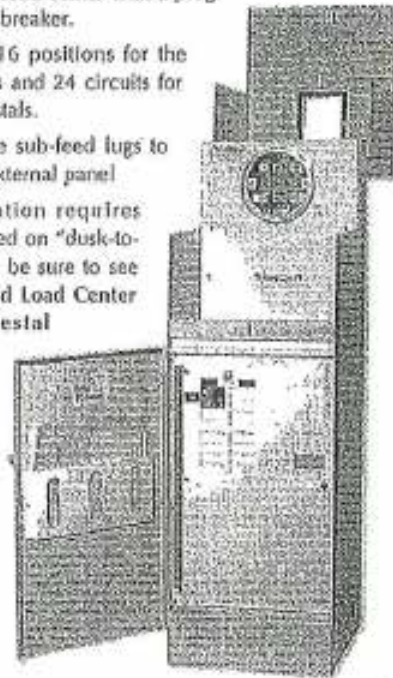 breaker.
16 positions for the
s and 24 circuits for
stals.
e sub-feed lugs to
xternal panel
ation requires
ed on "dusk-to-
be sure to see
d Load Center
estal